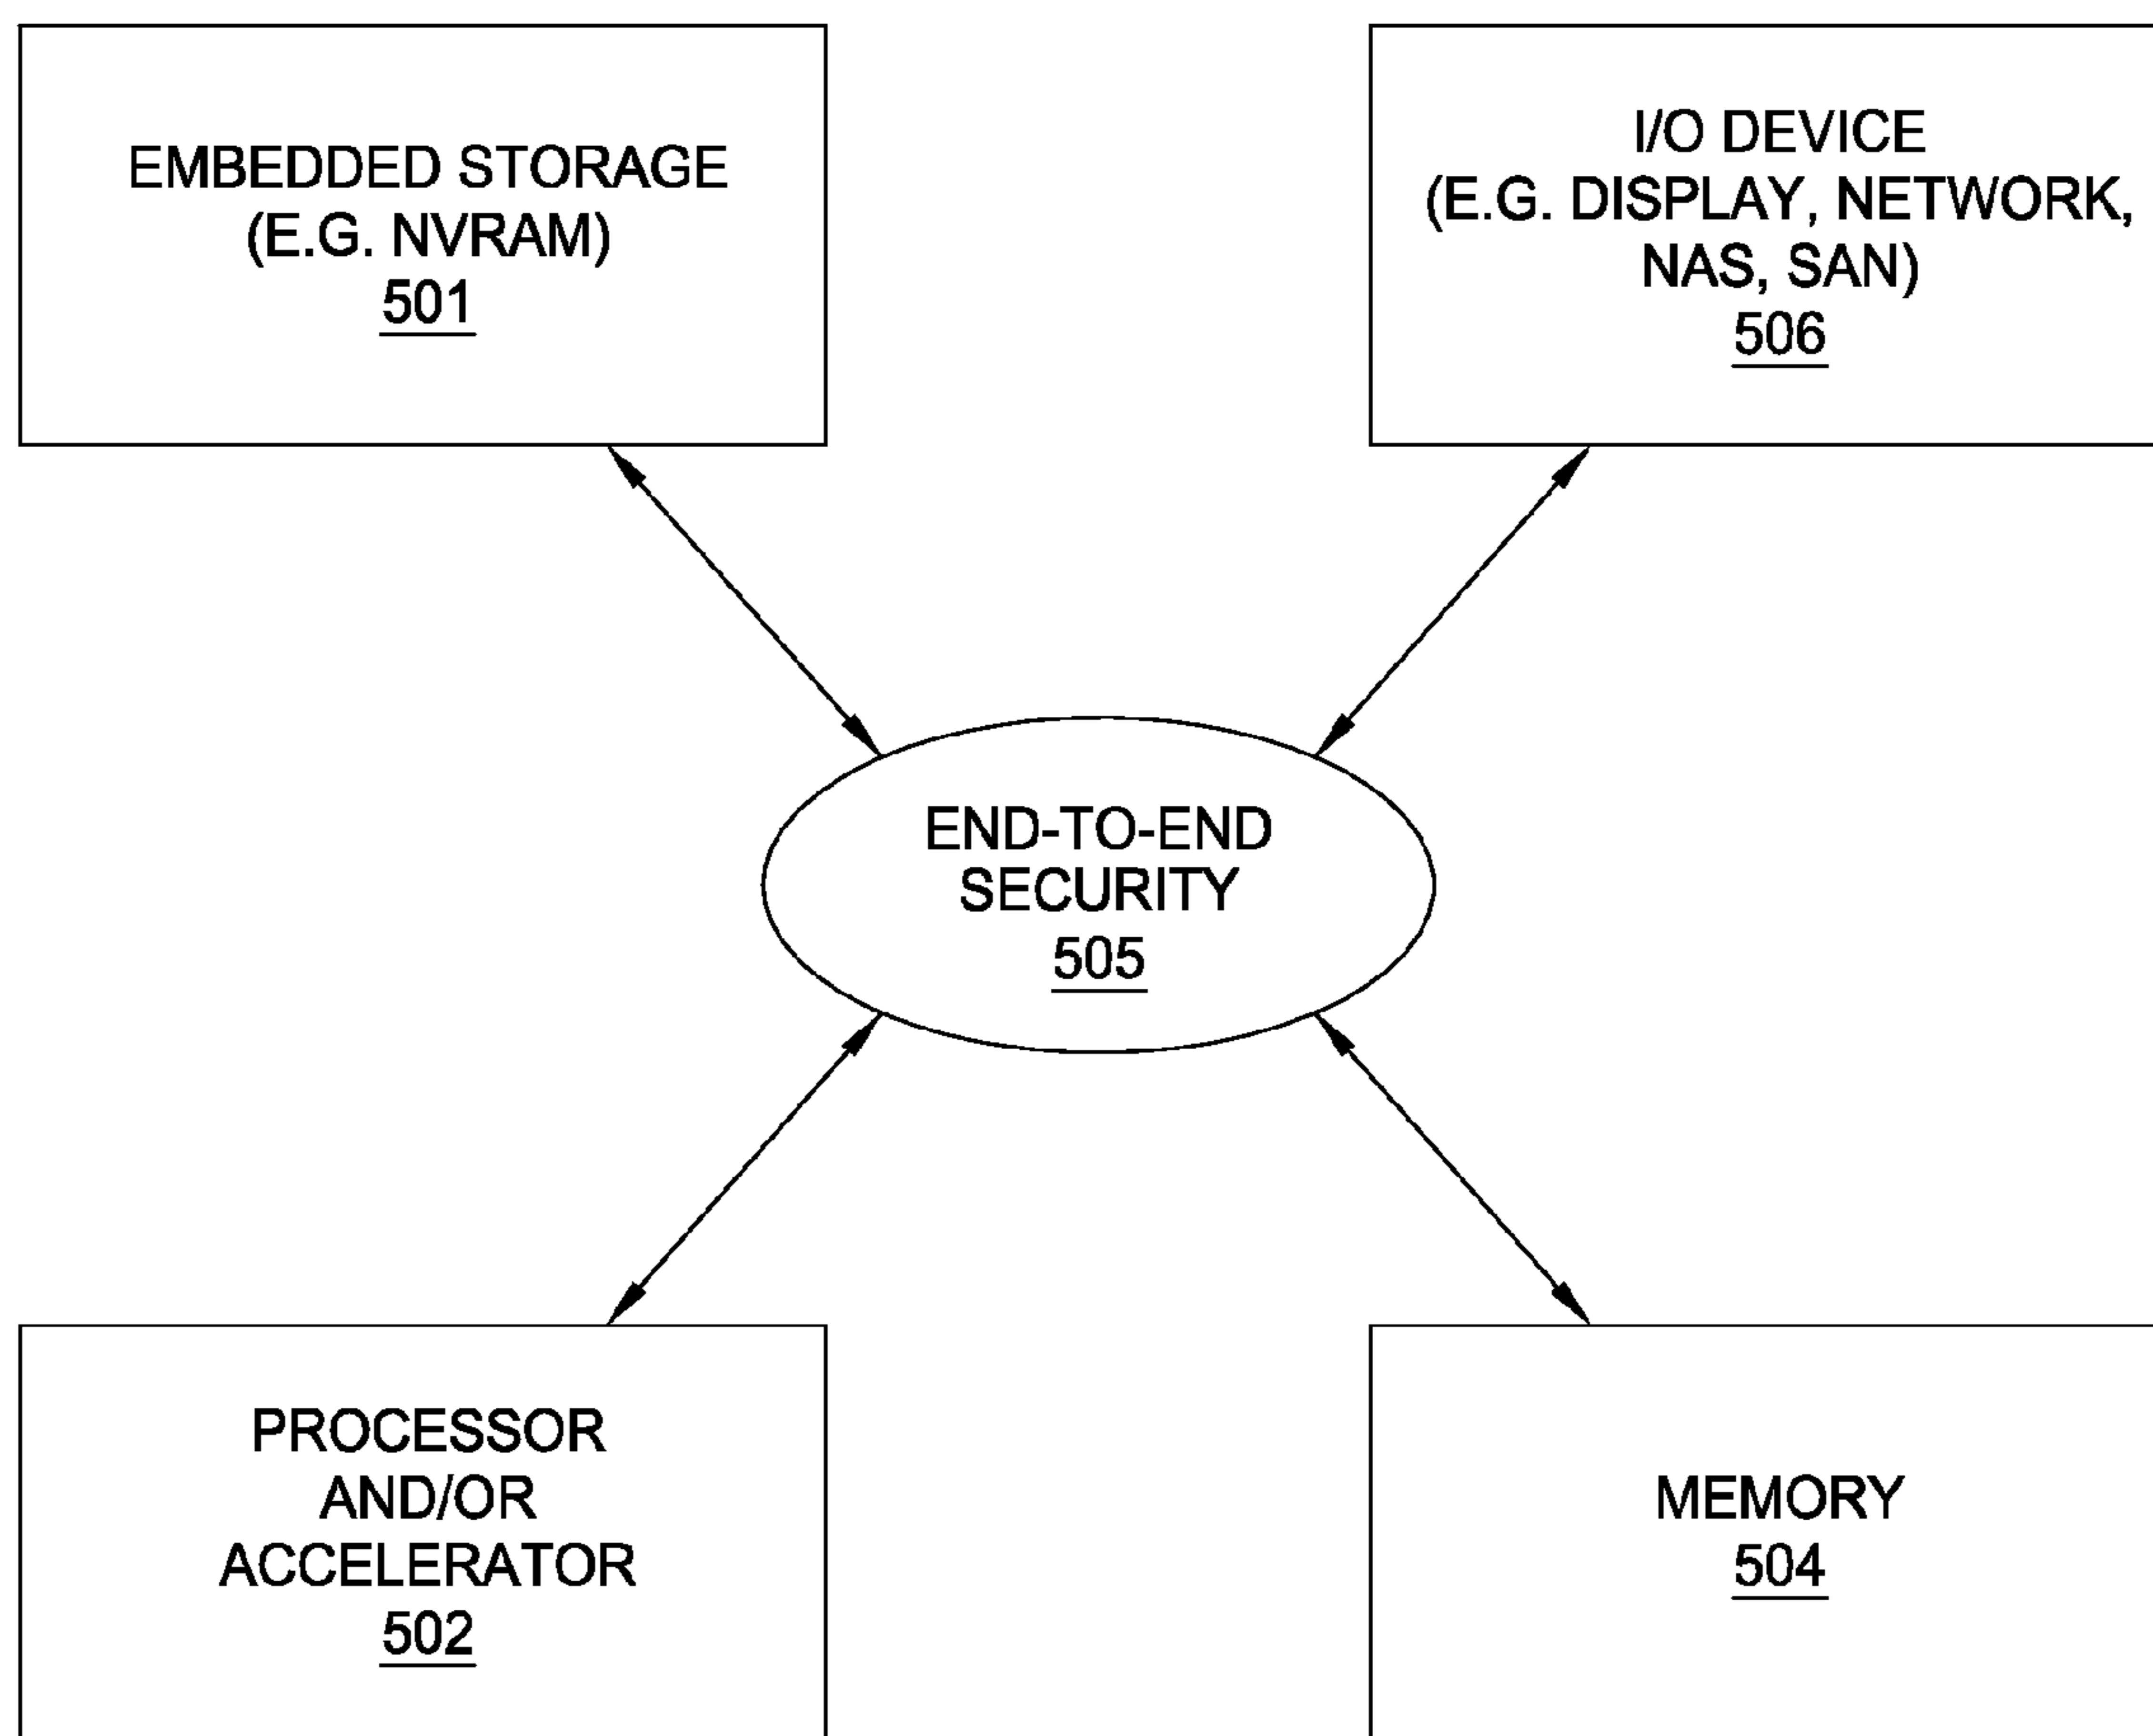 EMBEDDED STORAGE
(E.G. NVRAM)
501
I/O DEVICE
(E.G. DISPLAY, NETWORK,
NAS, SAN)
506
END-TO-END
SECURITY
505
PROCESSOR
AND/OR
ACCELERATOR
502
MEMORY
504